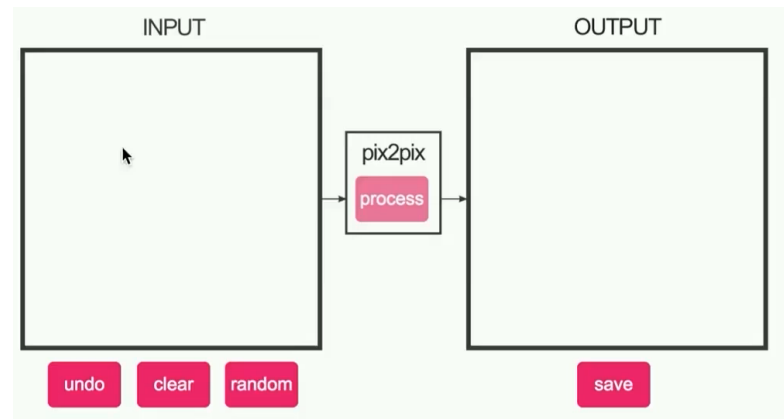 INPUT
OUTPUT
pix2pix
process
undo
clear
random
save